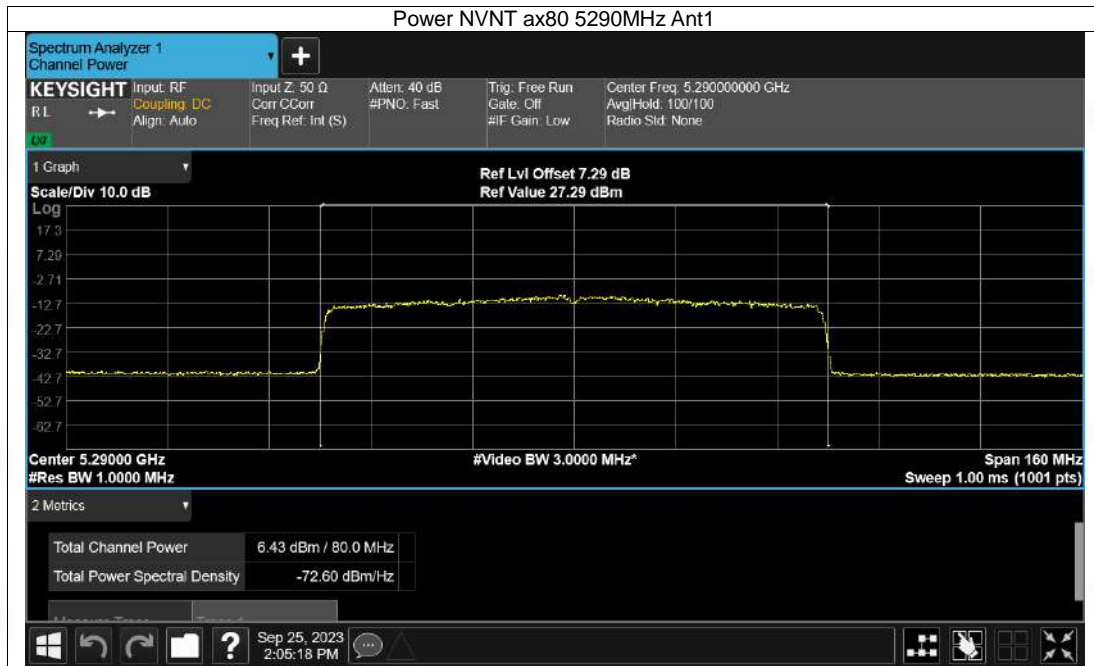 Power NVNT ax80 5290MHz Ant1
Spectrum Analyzer 1
Channel Power
KEYSIGHT
R L
LXI
Input: RF
Coupling: DC
Align: Auto
Input Z: 50 Ω
Corr CCorr
Freq Ref: Int (S)
Atten: 40 dB
#PNO: Fast
Trig: Free Run
Gate: Off
#IF Gain: Low
Center Freq: 5.290000000 GHz
Avg|Hold: 100/100
Radio Std: None
1 Graph
Scale/Div 10.0 dB
Ref Lvl Offset 7.29 dB
Ref Value 27.29 dBm
Log
17.3
7.29
-2.71
-12.7
-22.7
-32.7
-42.7
-52.7
-62.7
Center 5.29000 GHz
#Res BW 1.0000 MHz
#Video BW 3.0000 MHz*
Span 160 MHz
Sweep 1.00 ms (1001 pts)
2 Metrics
Total Channel Power 6.43 dBm / 80.0 MHz
Total Power Spectral Density -72.60 dBm/Hz
?
Sep 25, 2023
2:05:18 PM